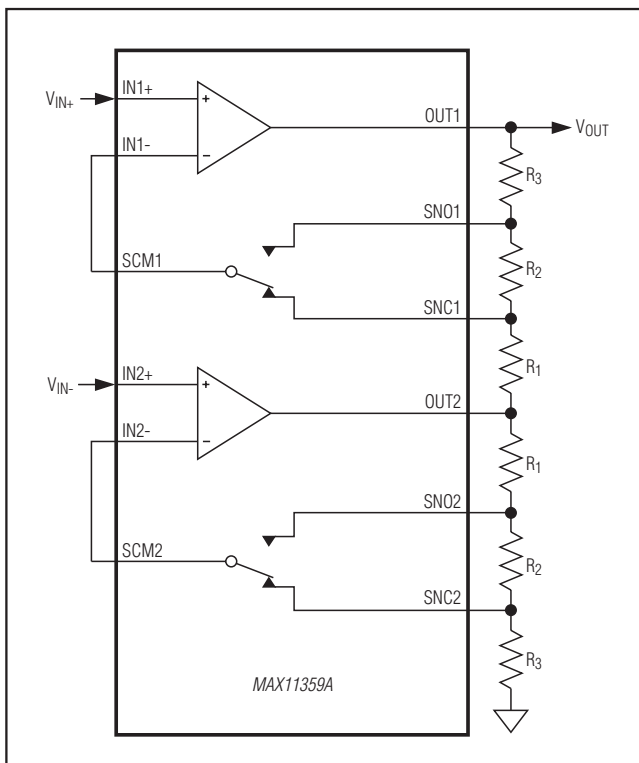 IN1+
V_IN+
OUT1
V_OUT
IN1-
R_3
SNO1
SCM1
R_2
SNC1
R_1
IN2+
V_IN-
OUT2
IN2-
R_1
SNO2
SCM2
R_2
SNC2
R_3
MAX11359A